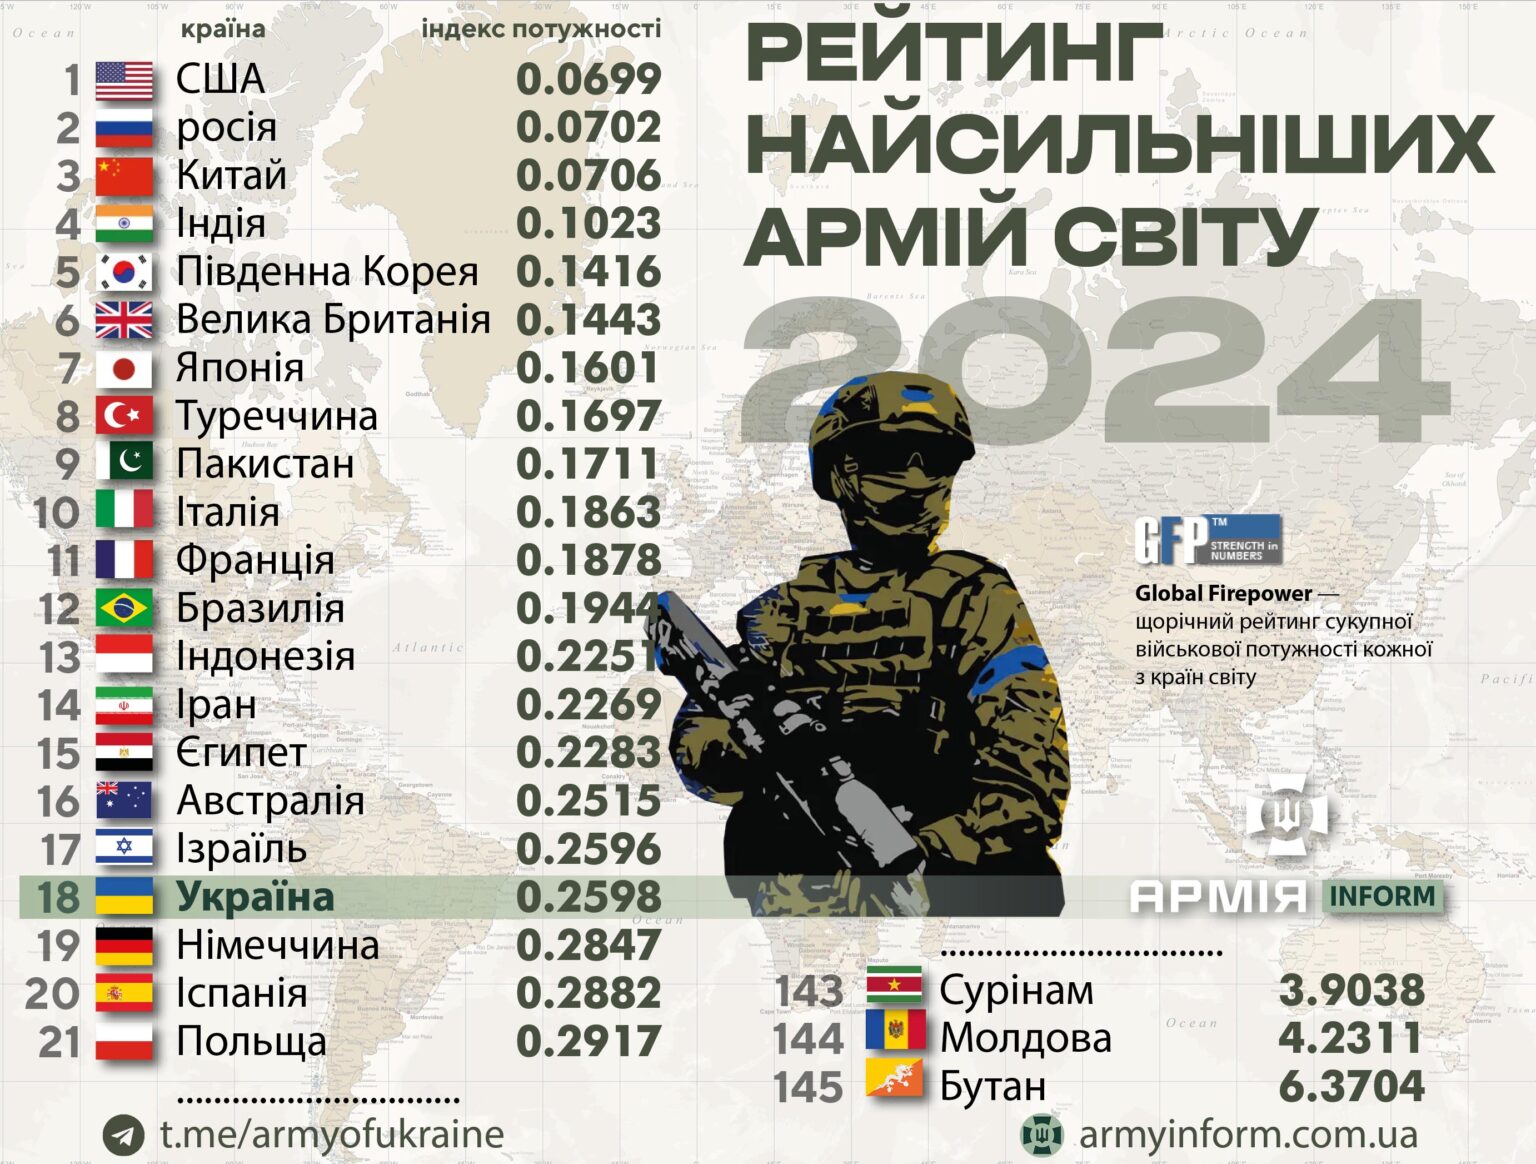 країна індекс потужності
1 США 0.0699
2 росія 0.0702
3 Китай 0.0706
4 Індія 0.1023
5 Південна Корея 0.1416
6 Велика Британія 0.1443
7 Японія 0.1601
8 Туреччина 0.1697
9 Пакистан 0.1711
10 Італія 0.1863
11 Франція 0.1878
12 Бразилія 0.1944
13 Індонезія 0.2251
14 Іран 0.2269
15 Єгипет 0.2283
16 Австралія 0.2515
17 Ізраїль 0.2596
18 Україна 0.2598
19 Німеччина 0.2847
20 Іспанія 0.2882
21 Польща 0.2917
t.me/armyofukraine
РЕЙТИНГ
НАЙСИЛЬНІШИХ
АРМІЙ СВІТУ
2024
GFP™ STRENGTH in
NUMBERS
Global Firepower —
щорічний рейтинг сукупної
військової потужності кожної
з країн світу
АРМІЯ INFORM
143 Сурінам 3.9038
144 Молдова 4.2311
145 Бутан 6.3704
armyinform.com.ua